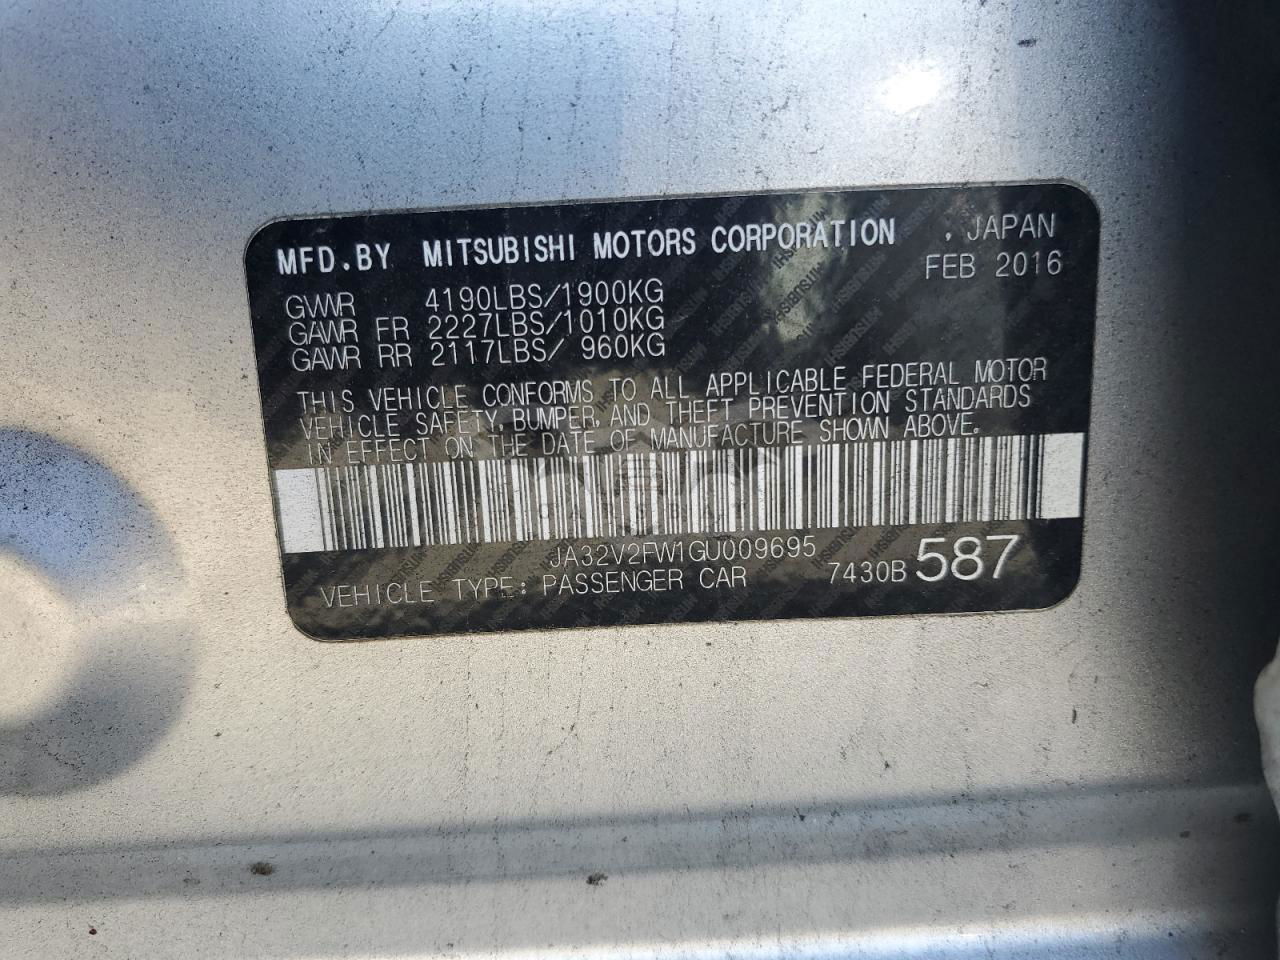 MFD.BY MITSUBISHI MOTORS CORPORATION , JAPAN
FEB 2016
GVWR 4190LBS/1900KG
GAWR FR 2227LBS/1010KG
GAWR RR 2117LBS/ 960KG
THIS VEHICLE CONFORMS TO ALL APPLICABLE FEDERAL MOTOR
VEHICLE SAFETY, BUMPER, AND THEFT PREVENTION STANDARDS
IN EFFECT ON THE DATE OF MANUFACTURE SHOWN ABOVE.
JA32V2FW1GU009695
VEHICLE TYPE: PASSENGER CAR 7430B 587